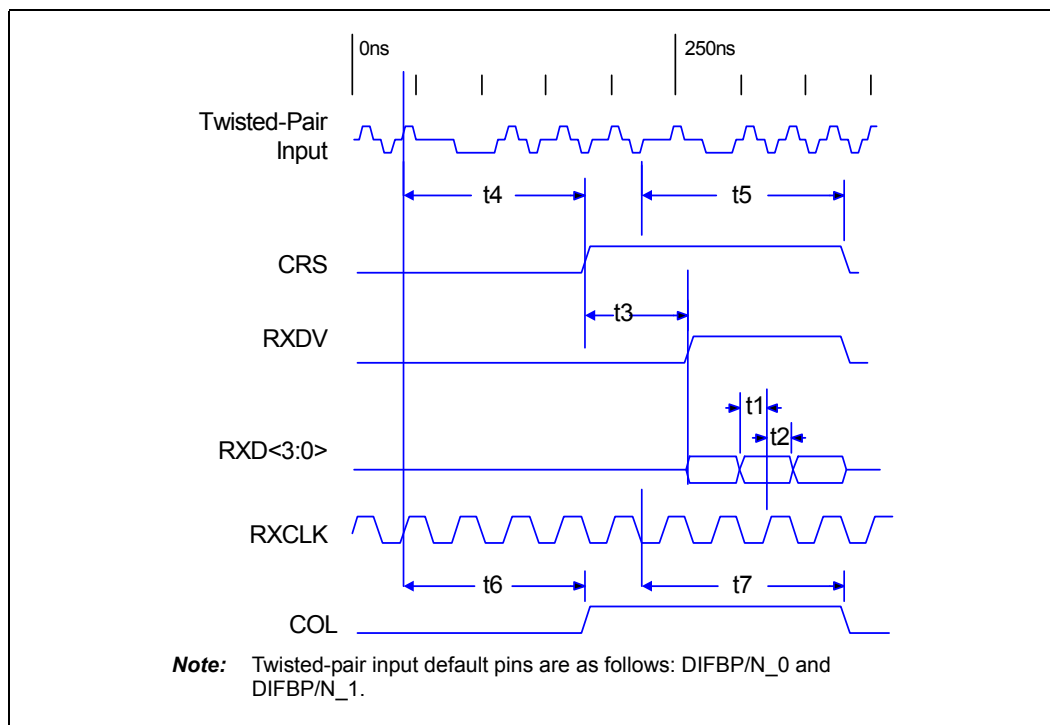 0ns
250ns
Twisted-Pair
Input
t4
t5
CRS
t3
RXDV
t1
t2
RXD<3:0>
RXCLK
t6
t7
COL
Note: Twisted-pair input default pins are as follows: DIFBP/N_0 and
DIFBP/N_1.